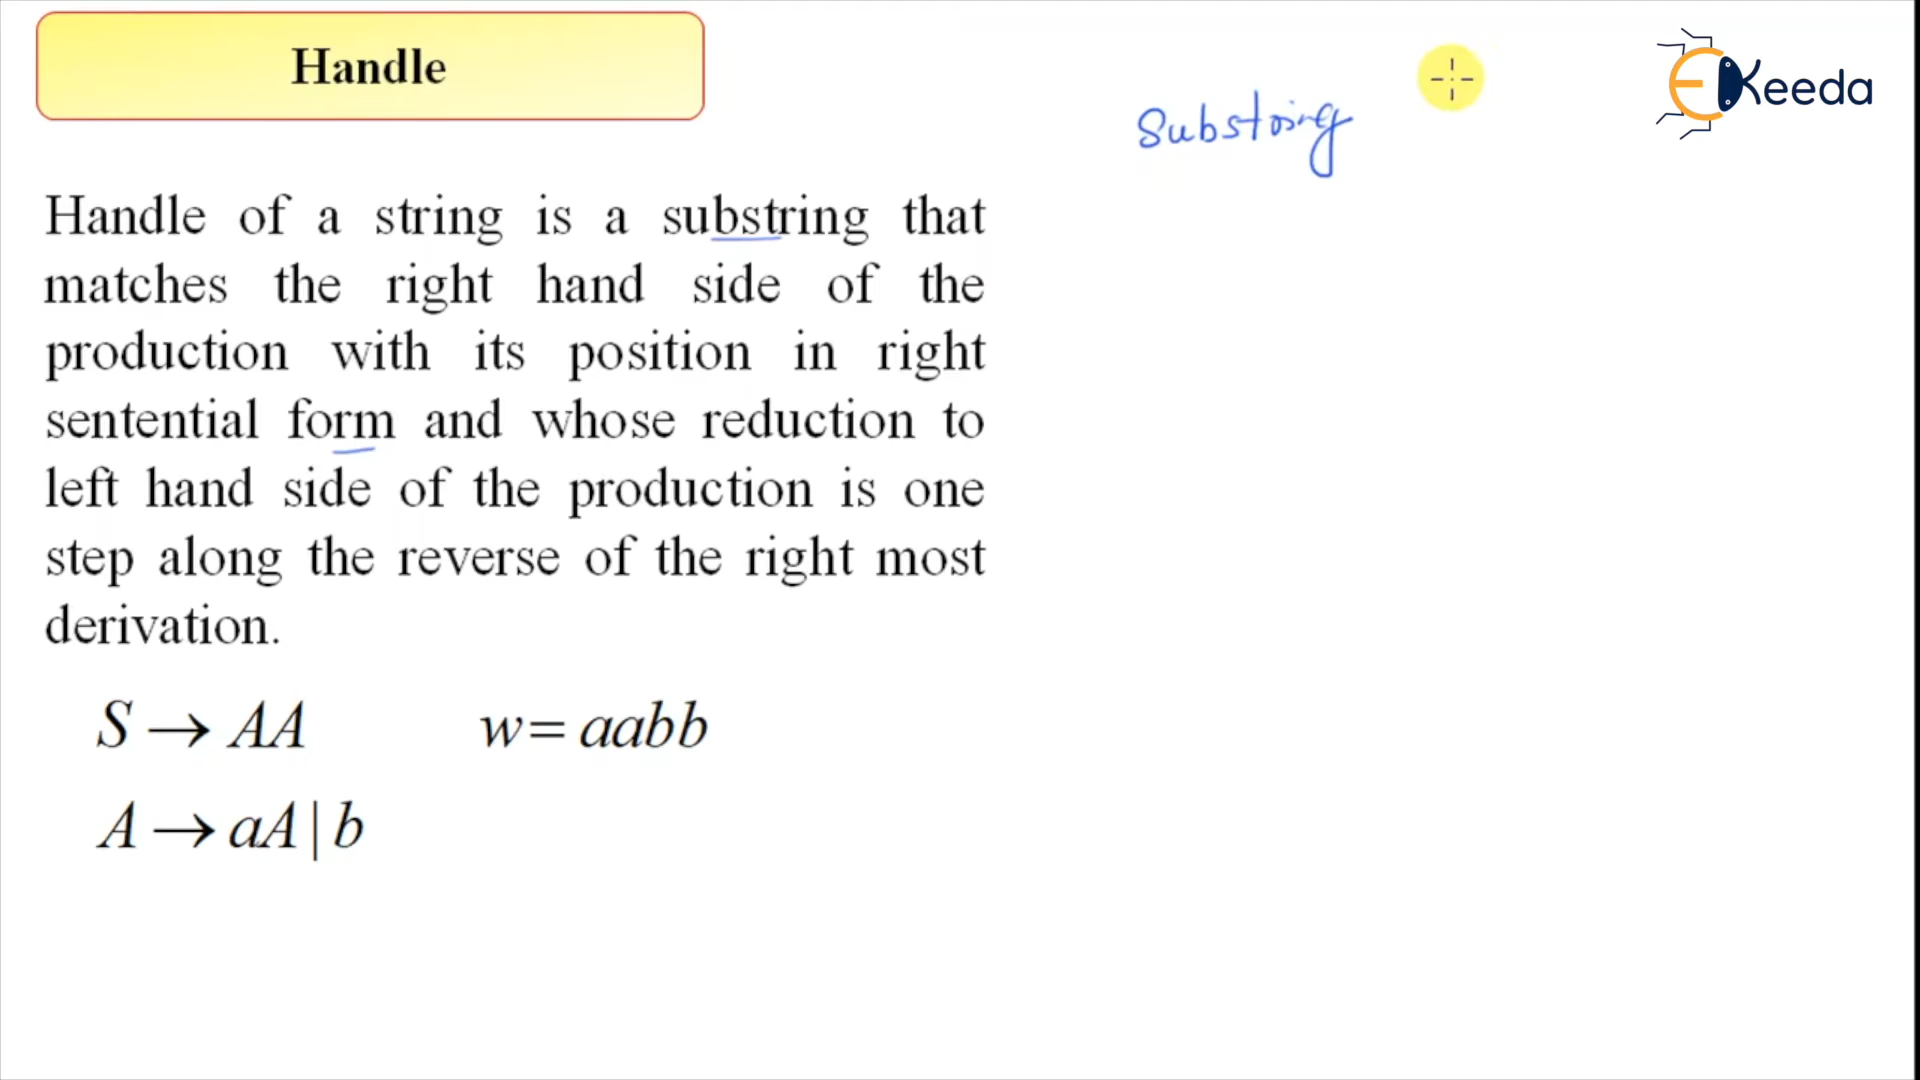 Handle
Substring
EKeeda
Handle of a string is a substring that
matches the right hand side of the
production with its position in right
sentential form and whose reduction to
left hand side of the production is one
step along the reverse of the right most
derivation.
S → AA w= aabb
A → aA | b